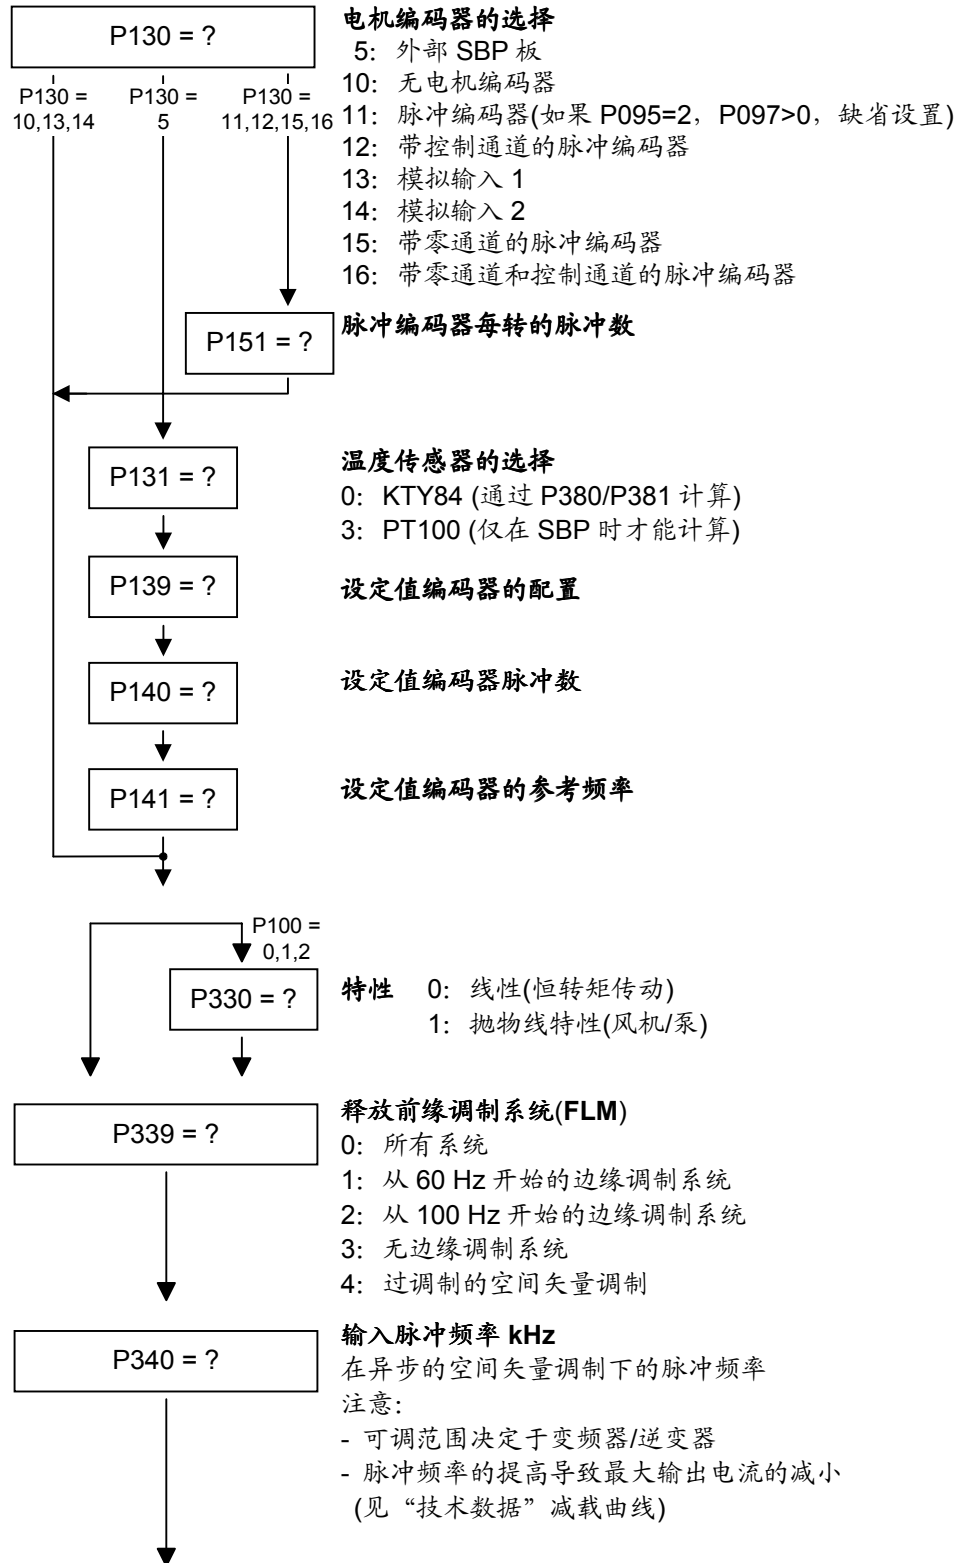 P130 = ?
电机编码器的选择
5: 外部 SBP 板
10: 无电机编码器
P130 =
10,13,14
P130 =
5
P130 =
11,12,15,16
11: 脉冲编码器(如果 P095=2，P097>0，缺省设置)
12: 带控制通道的脉冲编码器
13: 模拟输入 1
14: 模拟输入 2
15: 带零通道的脉冲编码器
16: 带零通道和控制通道的脉冲编码器
P151 = ?
脉冲编码器每转的脉冲数
P131 = ?
温度传感器的选择
0: KTY84 (通过 P380/P381 计算)
3: PT100 (仅在 SBP 时才能计算)
P139 = ?
设定值编码器的配置
P140 = ?
设定值编码器脉冲数
P141 = ?
设定值编码器的参考频率
P100 =
0,1,2
P330 = ?
特性 0: 线性(恒转矩传动)
1: 抛物线特性(风机/泵)
P339 = ?
释放前缘调制系统(FLM)
0: 所有系统
1: 从 60 Hz 开始的边缘调制系统
2: 从 100 Hz 开始的边缘调制系统
3: 无边缘调制系统
4: 过调制的空间矢量调制
P340 = ?
输入脉冲频率 kHz
在异步的空间矢量调制下的脉冲频率
注意:
- 可调范围决定于变频器/逆变器
- 脉冲频率的提高导致最大输出电流的减小
(见“技术数据”减载曲线)